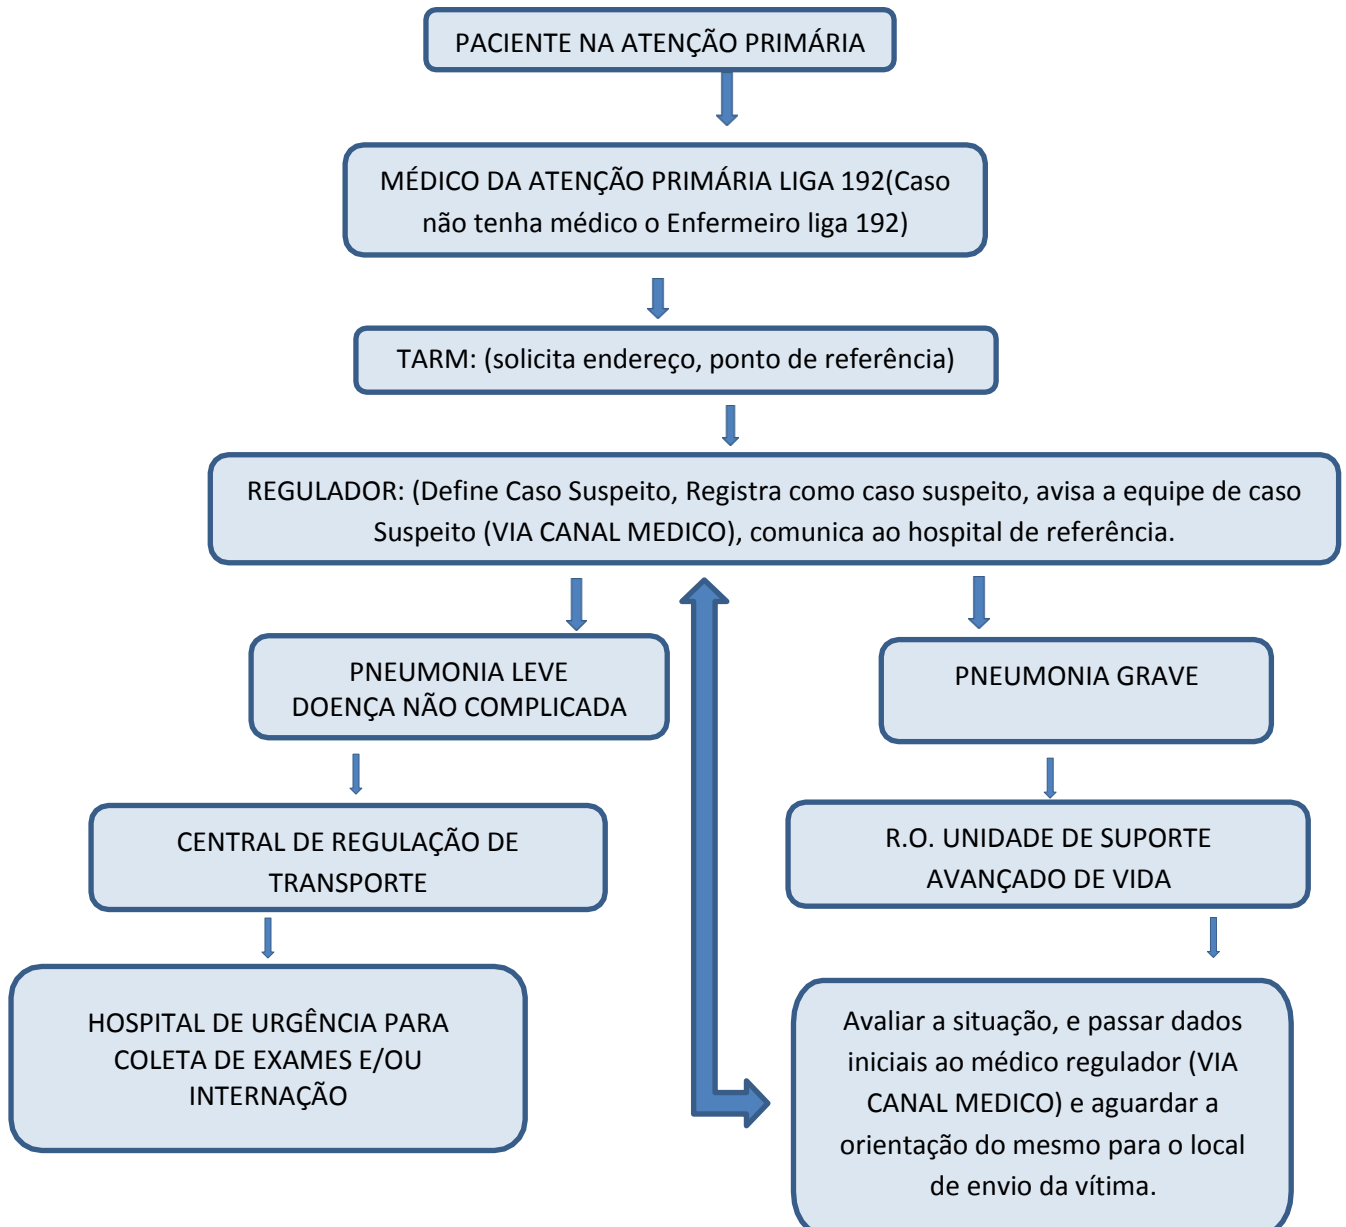 PACIENTE NA ATENÇÃO PRIMÁRIA
MÉDICO DA ATENÇÃO PRIMÁRIA LIGA 192(Caso
não tenha médico o Enfermeiro liga 192)
TARM: (solicita endereço, ponto de referência)
REGULADOR: (Define Caso Suspeito, Registra como caso suspeito, avisa a equipe de caso
Suspeito (VIA CANAL MEDICO), comunica ao hospital de referência.
PNEUMONIA LEVE
DOENÇA NÃO COMPLICADA
PNEUMONIA GRAVE
CENTRAL DE REGULAÇÃO DE
TRANSPORTE
R.O. UNIDADE DE SUPORTE
AVANÇADO DE VIDA
HOSPITAL DE URGÊNCIA PARA
COLETA DE EXAMES E/OU
INTERNAÇÃO
Avaliar a situação, e passar dados
iniciais ao médico regulador (VIA
CANAL MEDICO) e aguardar a
orientação do mesmo para o local
de envio da vítima.